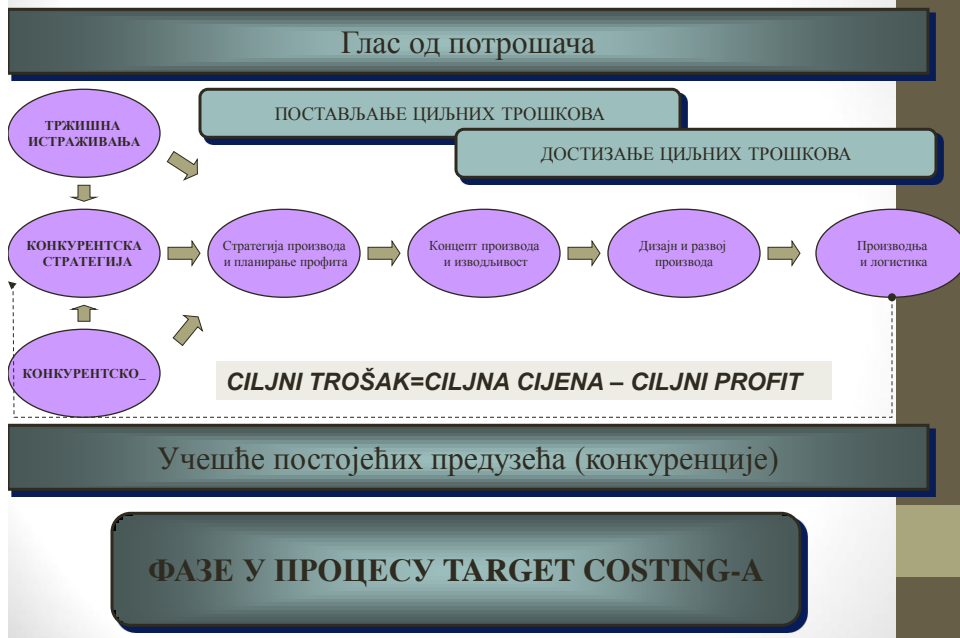 Глас од потрошача
ПОСТАВЉАЊЕ ЦИЉНИХ ТРОШКОВА
ДОСТИЗАЊЕ ЦИЉНИХ ТРОШКОВА
ТРЖИШНА
ИСТРАЖИВАЊА
КОНКУРЕНТСКА
СТРАТЕГИЈА
Стратегија производа
и планирање профита
Концепт производа
и изводљивост
Дизајн и развој
производа
Производња
и логистика
КОНКУРЕНТСКО_
CILJNI TROŠAK=CILJNA CIJENA – CILJNI PROFIT
Учешће постојећих предузећа (конкуренције)
ФАЗЕ У ПРОЦЕСУ TARGET COSTING-А